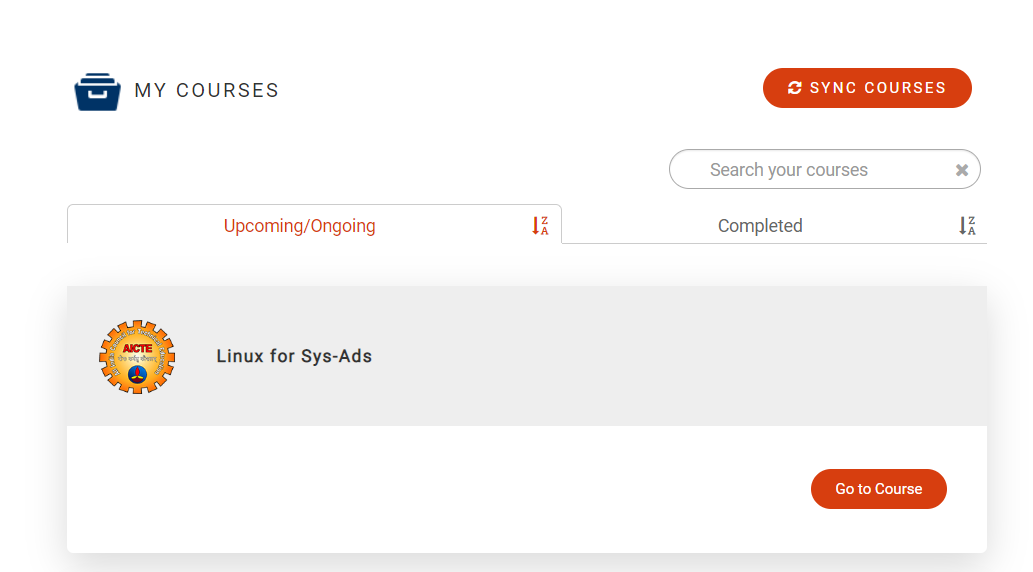 MY COURSES
SYNC COURSES
Search your courses
Upcoming/Ongoing
Completed
AICTE
Linux for Sys-Ads
Go to Course